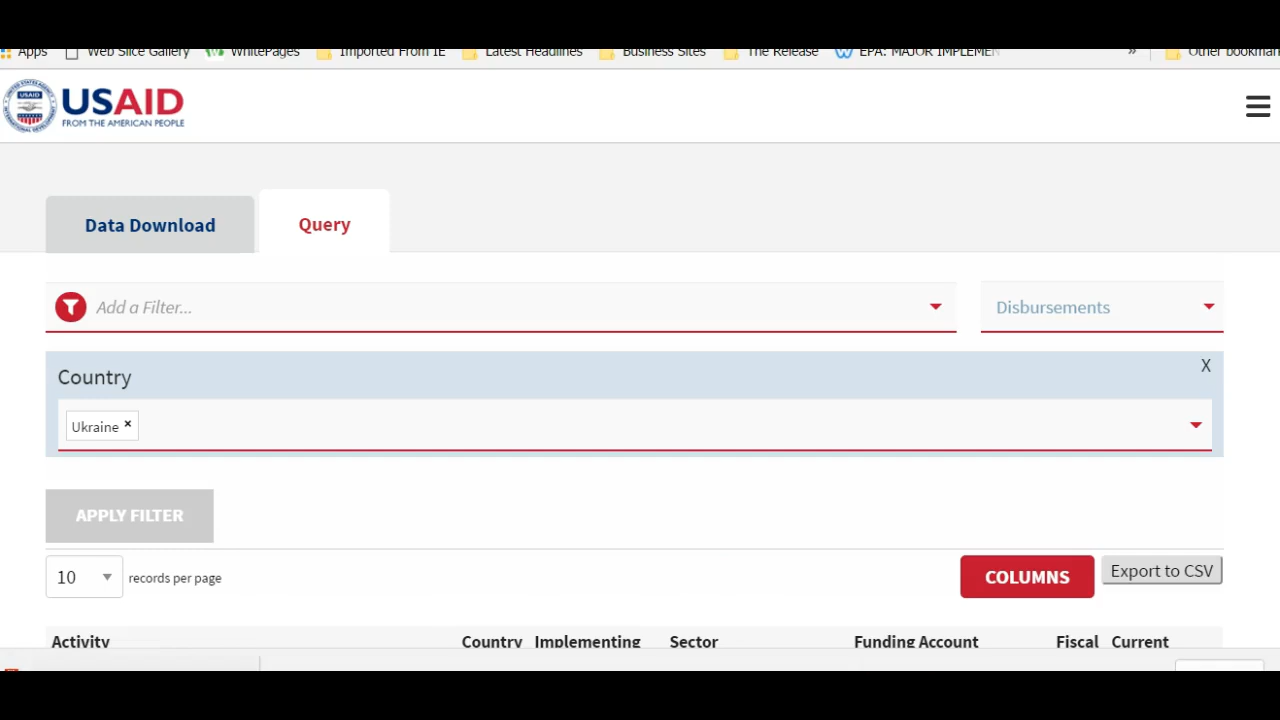 Apps Web Slice Gallery WhitePages Imported From IE Latest Headlines Business Sites The Release EPA: MAJOR IMPLEMEN » Other bookmar
USAID
FROM THE AMERICAN PEOPLE
Data Download Query
Add a Filter... Disbursements
Country X
Ukraine ×
APPLY FILTER
10 records per page COLUMNS Export to CSV
Activity Country Implementing Sector Funding Account Fiscal Current